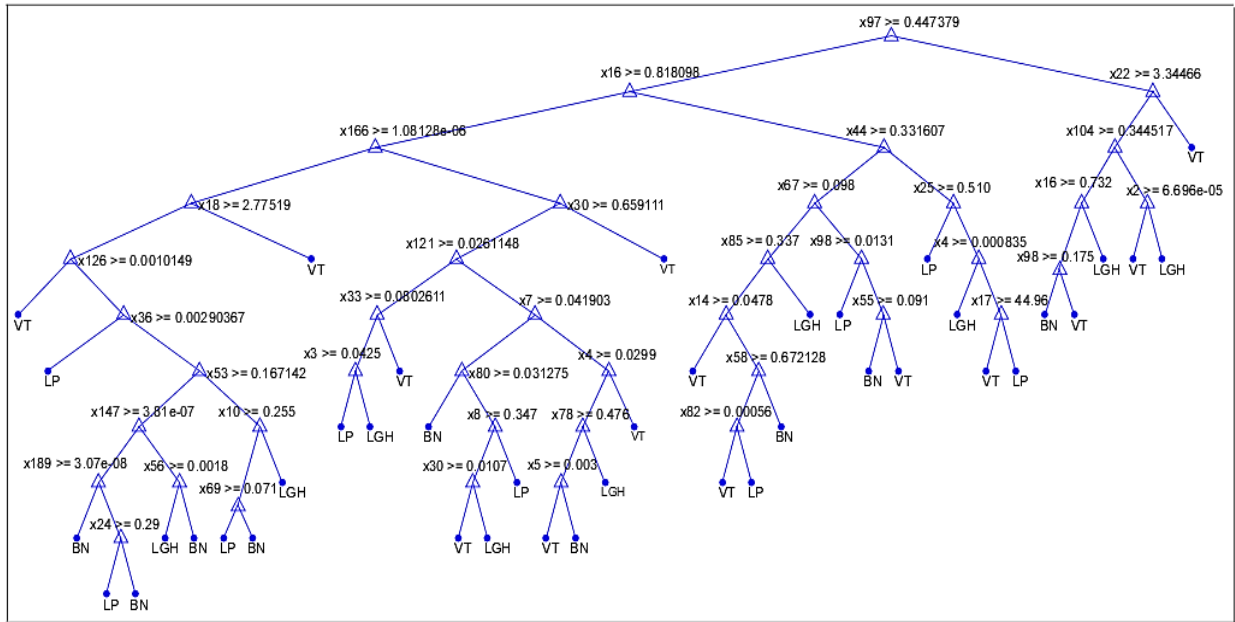 x97 >= 0.447379
x16 >= 0.818098
x22 >= 3.34466
x166 >= 1.08128e-06
x44 >= 0.331607
x104 >= 0.344517
VT
x18 >= 2.77519
x30 >= 0.659111
x67 >= 0.098
x25 >= 0.510
x16 >= 0.732
x2 >= 6.696e-05
x126 >= 0.0010149
VT
x121 >= 0.0261148
VT
x85 >= 0.337
x98 >= 0.0131
LP
x4 >= 0.000835
x98 >= 0.175
LGH
VT
LGH
VT
x36 >= 0.00290367
x33 >= 0.0802611
x7 >= 0.041903
x14 >= 0.0478
LGH
LP
x55 >= 0.091
LGH
x17 >= 44.96
BN
VT
LP
x53 >= 0.167142
x3 >= 0.0425
VT
x80 >= 0.031275
x4 >= 0.0299
VT
x58 >= 0.672128
BN
VT
VT
LP
x147 >= 3.81e-07
x10 >= 0.255
LP
LGH
BN
x8 >= 0.347
x78 >= 0.476
VT
x82 >= 0.00056
BN
x189 >= 3.07e-08
x56 >= 0.0018
x69 >= 0.071
LGH
x30 >= 0.0107
LP
x5 >= 0.003
LGH
VT
LP
BN
x24 >= 0.29
LGH
BN
LP
BN
VT
LGH
VT
BN
LP
BN